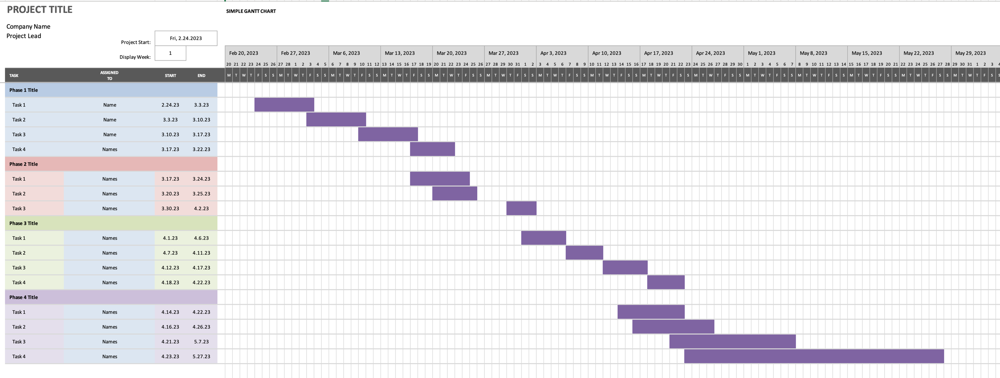 PROJECT TITLE
SIMPLE GANTT CHART
Company Name
Project Lead
Project Start: Fri, 2.24.2023
Display Week: 1
Feb 20, 2023 Feb 27, 2023 Mar 6, 2023 Mar 13, 2023 Mar 20, 2023 Mar 27, 2023 Apr 3, 2023 Apr 10, 2023 Apr 17, 2023 Apr 24, 2023 May 1, 2023 May 8, 2023 May 15, 2023 May 22, 2023 May 29, 2023
20 21 22 23 24 25 26 27 28 1 2 3 4 5 6 7 8 9 10 11 12 13 14 15 16 17 18 19 20 21 22 23 24 25 26 27 28 29 30 31 1 2 3 4 5 6 7 8 9 10 11 12 13 14 15 16 17 18 19 20 21 22 23 24 25 26 27 28 29 30 1 2 3 4 5 6 7 8 9 10 11 12 13 14 15 16 17 18 19 20 21 22 23 24 25 26 27 28 29 30 31 1 2 3
TASK ASSIGNED TO START END M T W T F S S M T W T F S S M T W T F S S M T W T F S S M T W T F S S M T W T F S S M T W T F S S M T W T F S S M T W T F S S M T W T F S S M T W T F S S M T W T F S S M T W T F S S M T W T F S S M T W T F S
Phase 1 Title
Task 1 Name 2.24.23 3.3.23
Task 2 Name 3.3.23 3.10.23
Task 3 Name 3.10.23 3.17.23
Task 4 Names 3.17.23 3.22.23
Phase 2 Title
Task 1 Names 3.17.23 3.24.23
Task 2 Names 3.20.23 3.25.23
Task 3 Names 3.30.23 4.2.23
Phase 3 Title
Task 1 Names 4.1.23 4.6.23
Task 2 Names 4.7.23 4.11.23
Task 3 Names 4.12.23 4.17.23
Task 4 Names 4.18.23 4.22.23
Phase 4 Title
Task 1 Names 4.14.23 4.22.23
Task 2 Names 4.16.23 4.26.23
Task 3 Names 4.21.23 5.7.23
Task 4 Names 4.23.23 5.27.23